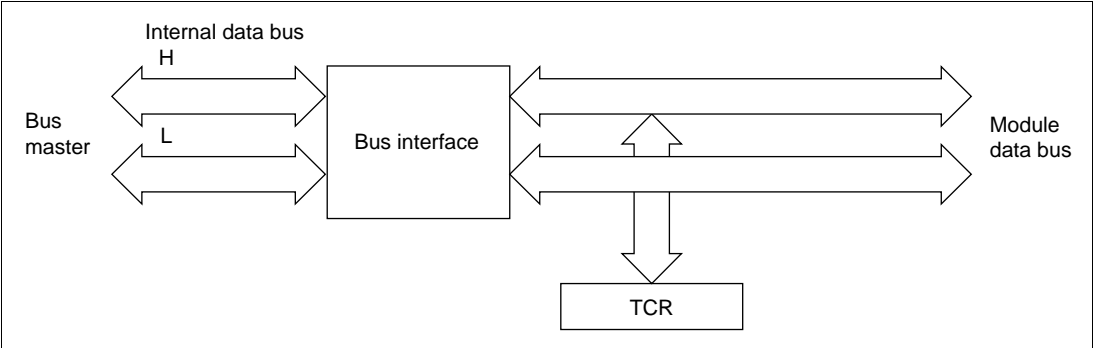 Internal data bus
H
Bus
master
L
Bus interface
Module
data bus
TCR